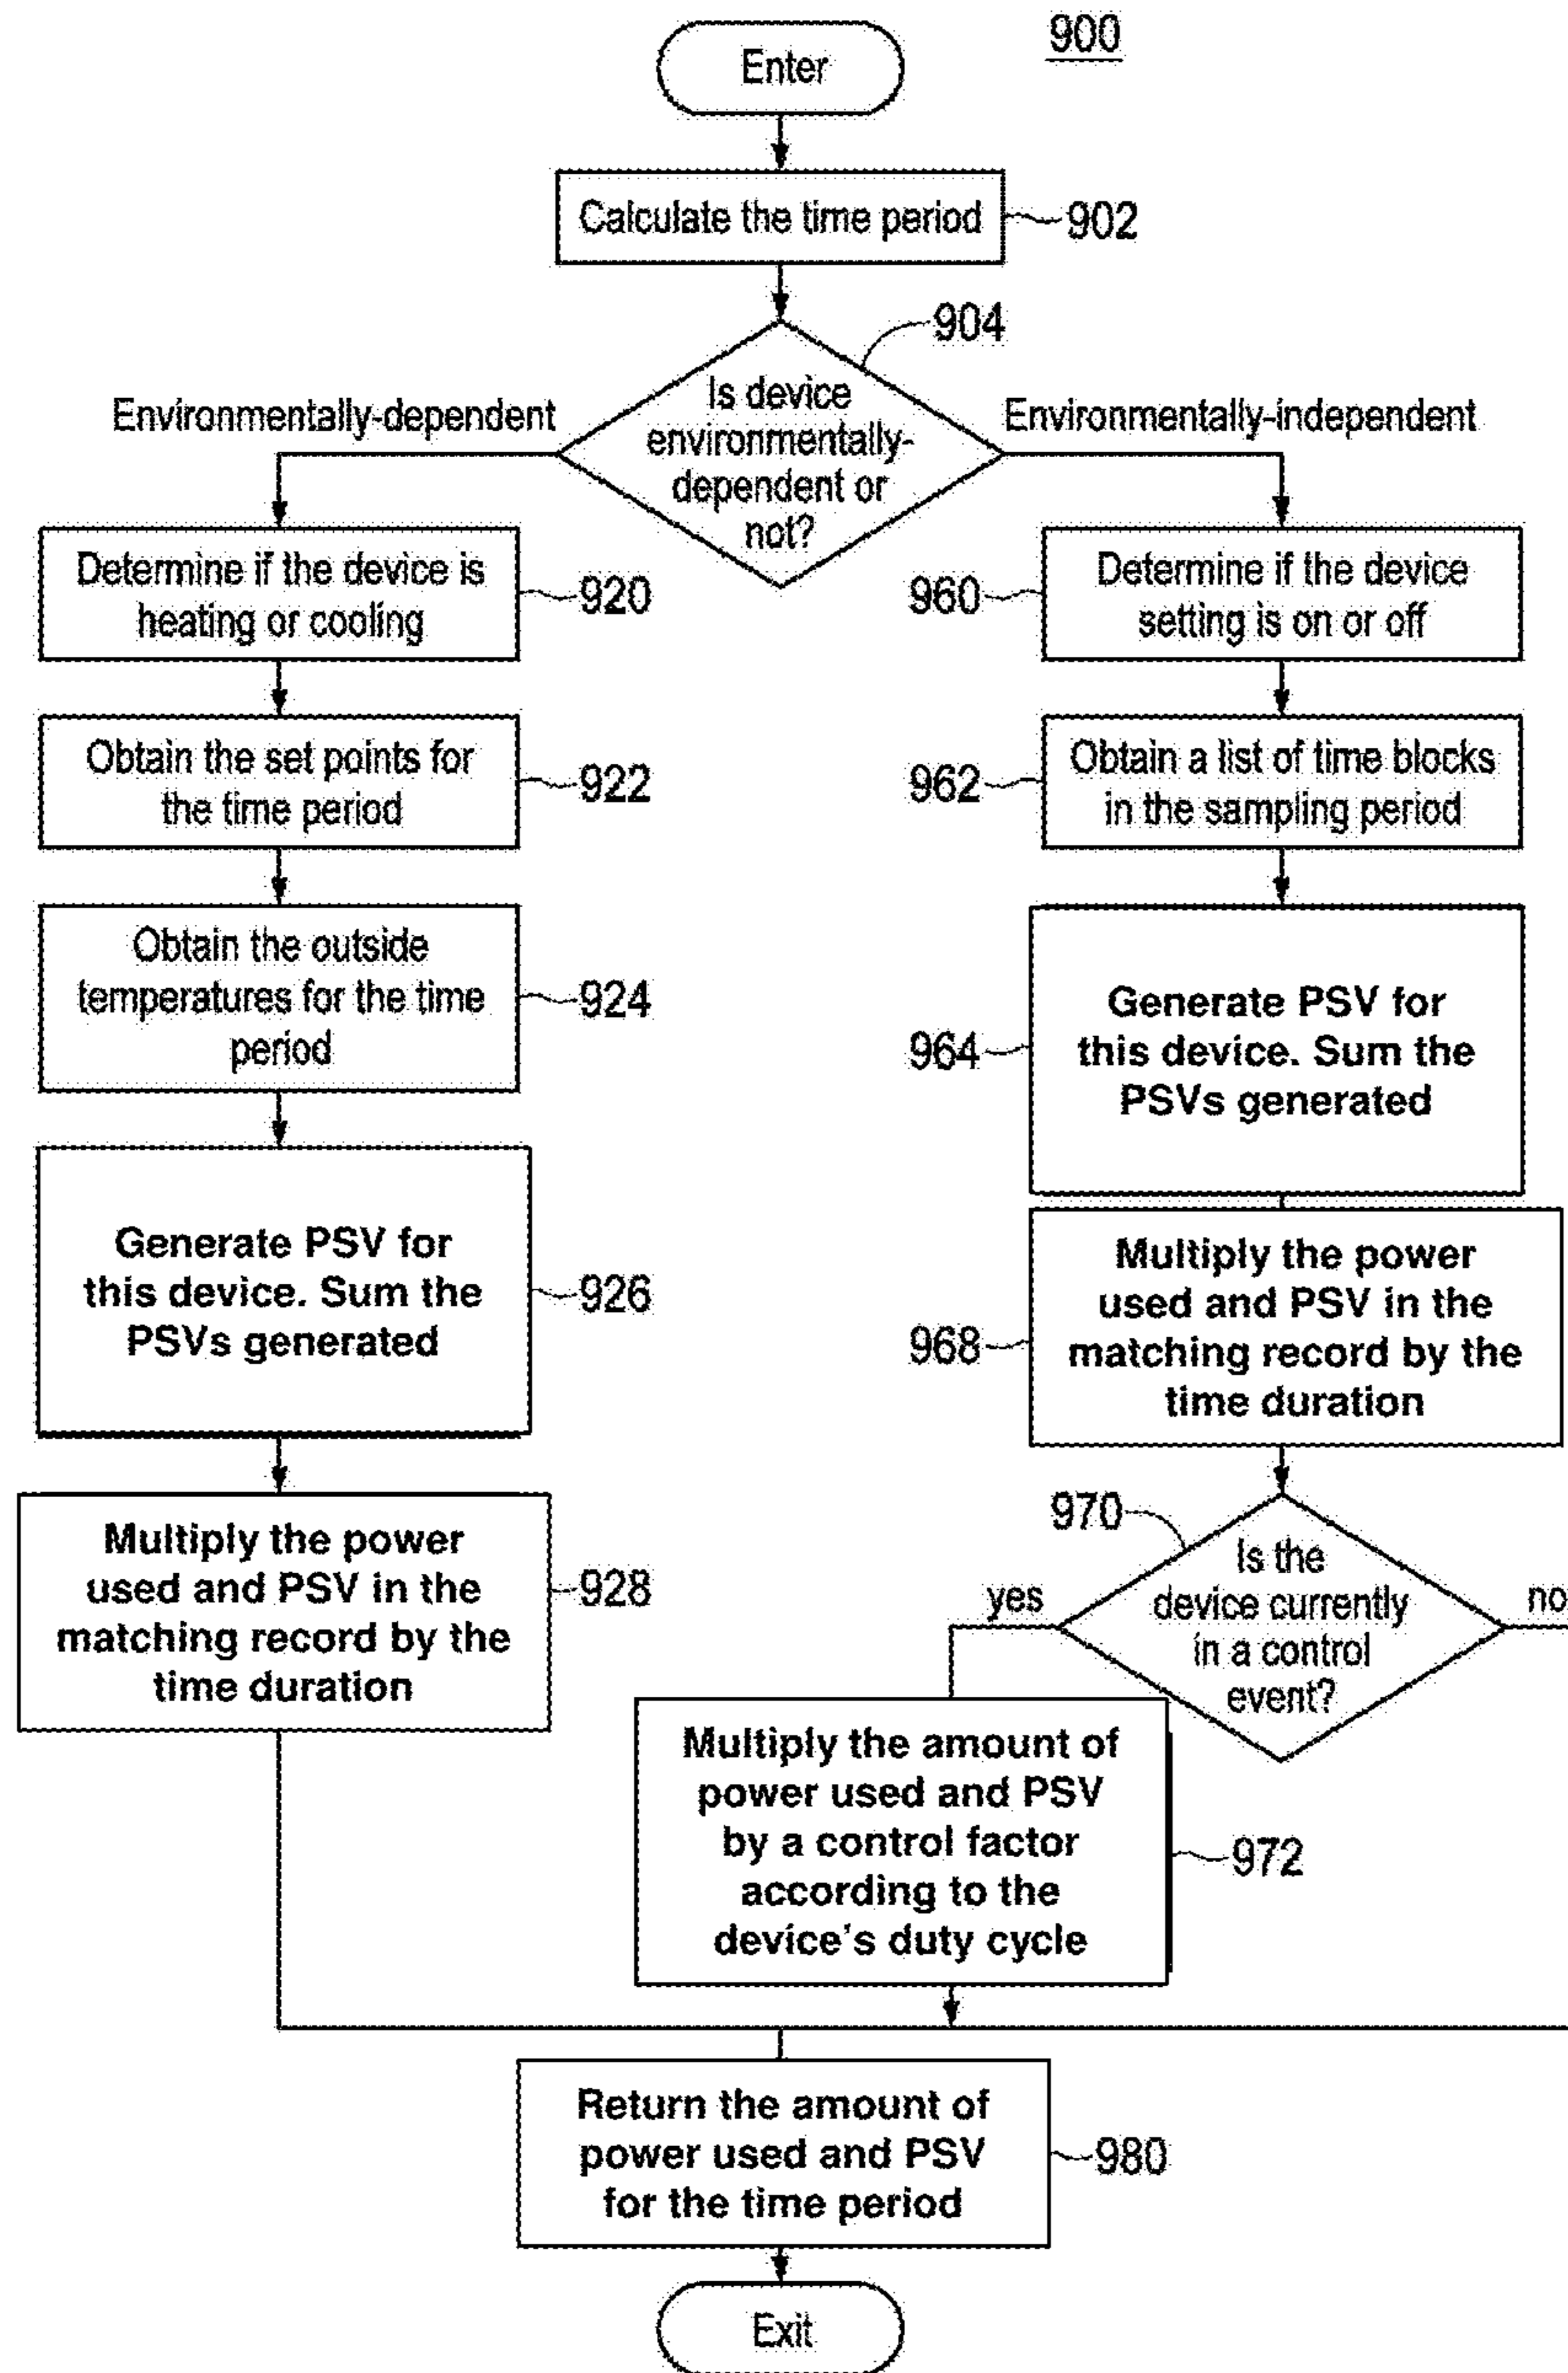 900
Enter
Calculate the time period
902
904
Is device
environmentally-
dependent or
not?
Environmentally-dependent
Environmentally-independent
Determine if the device is
heating or cooling
920
Obtain the set points for
the time period
922
Obtain the outside
temperatures for the time
period
924
Generate PSV for
this device. Sum the
PSVs generated
926
Multiply the power
used and PSV in the
matching record by the
time duration
928
960
Determine if the device
setting is on or off
962
Obtain a list of time blocks
in the sampling period
964
Generate PSV for
this device. Sum the
PSVs generated
968
Multiply the power
used and PSV in the
matching record by the
time duration
970
Is the
device currently
in a control
event?
yes
no
Multiply the amount of
power used and PSV
by a control factor
according to the
device's duty cycle
972
Return the amount of
power used and PSV
for the time period
980
Exit